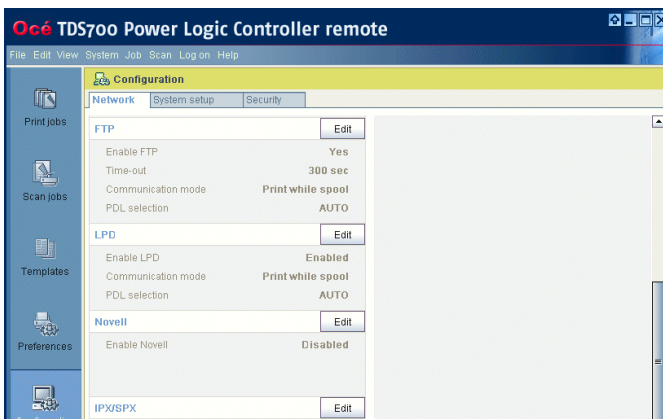 Océ TDS700 Power Logic Controller remote
File Edit View System Job Scan Log on Help
Configuration
Network System setup Security
Print jobs
Scan jobs
Templates
Preferences
FTP Edit
Enable FTP Yes
Time-out 300 sec
Communication mode Print while spool
PDL selection AUTO
LPD Edit
Enable LPD Enabled
Communication mode Print while spool
PDL selection AUTO
Novell Edit
Enable Novell Disabled
IPX/SPX Edit